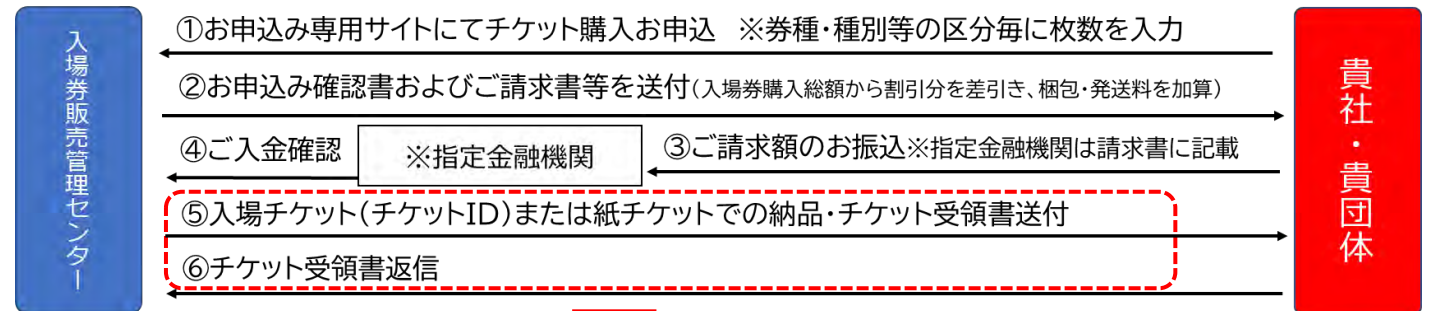 入場券販売管理センター
①お申込み専用サイトにてチケット購入お申込 ※券種・種別等の区分毎に枚数を入力
②お申込み確認書およびご請求書等を送付(入場券購入総額から割引分を差引き、梱包・発送料を加算)
④ご入金確認
※指定金融機関
③ご請求額のお振込※指定金融機関は請求書に記載
⑤入場チケット(チケットID)または紙チケットでの納品・チケット受領書送付
⑥チケット受領書返信
貴社・貴団体